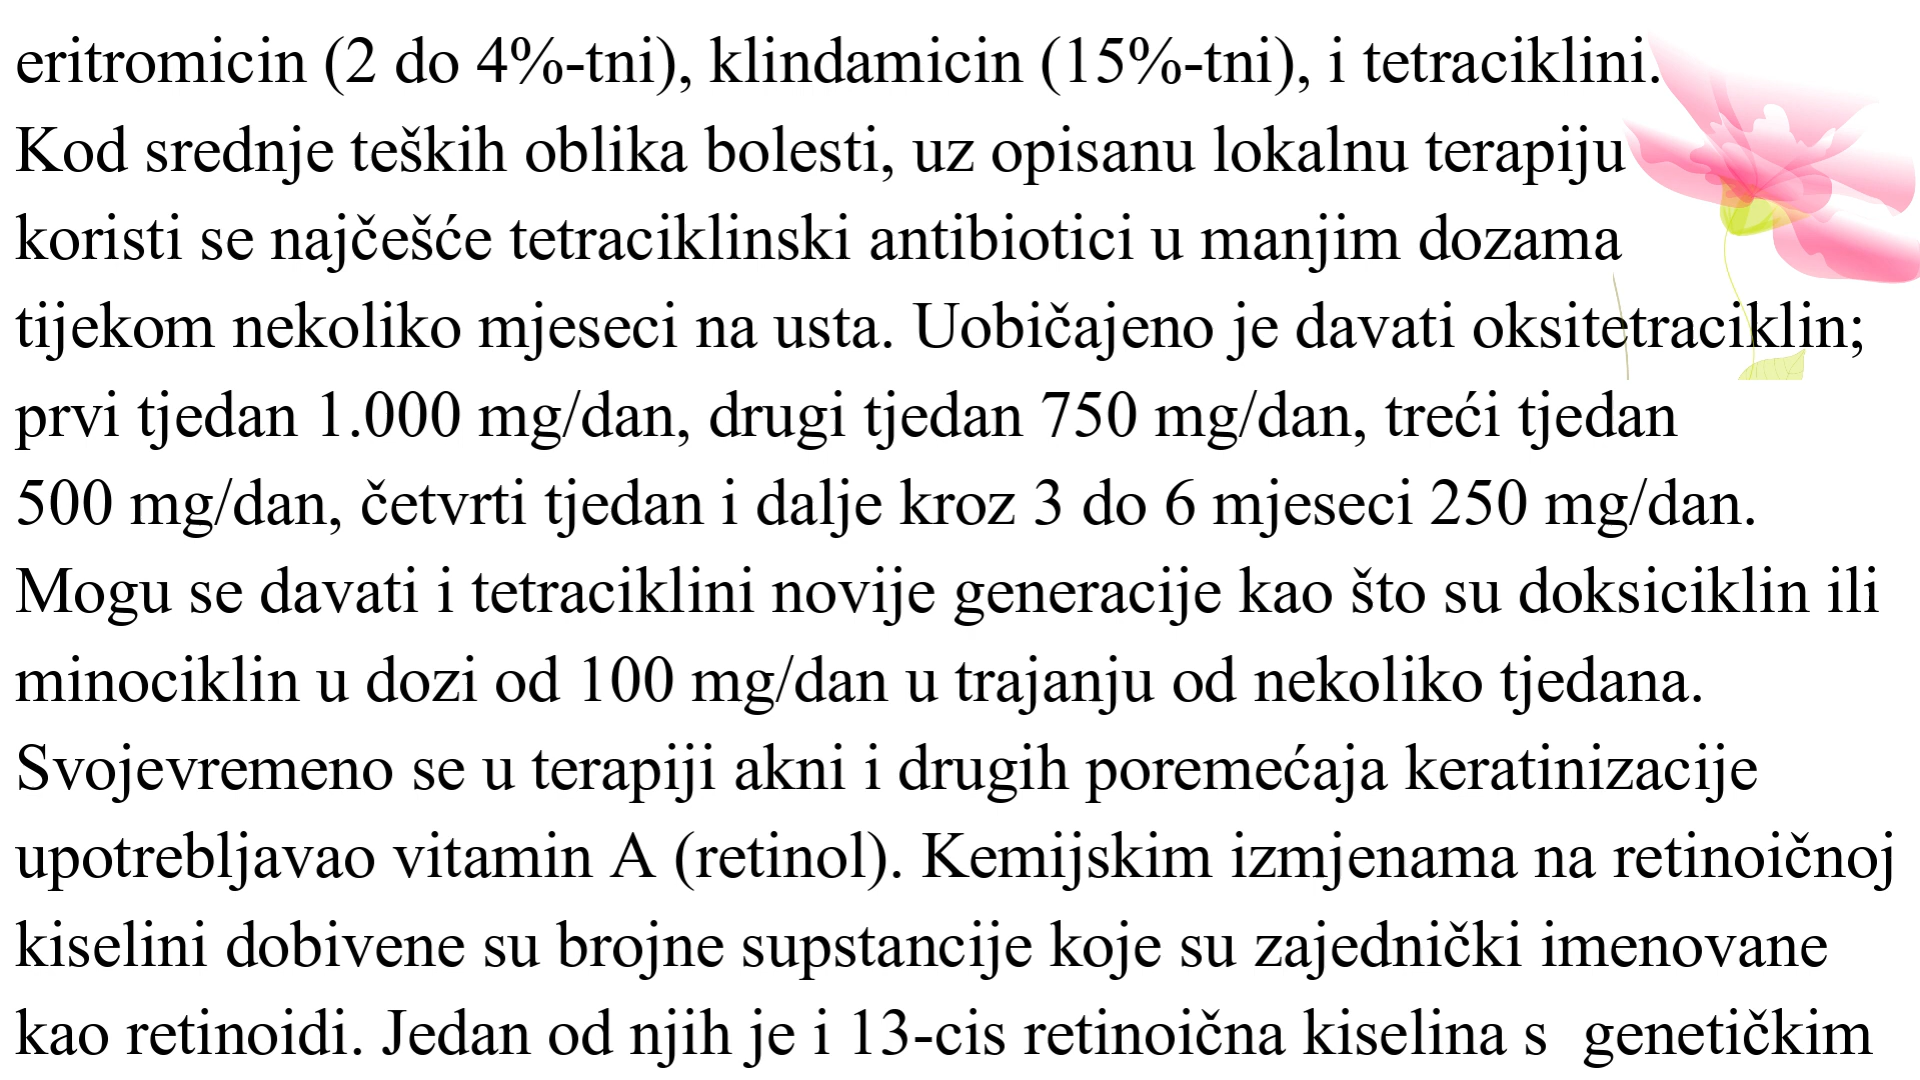 eritromicin (2 do 4%-tni), klindamicin (15%-tni), i tetraciklini.
Kod srednje teških oblika bolesti, uz opisanu lokalnu terapiju
koristi se najčešće tetraciklinski antibiotici u manjim dozama
tijekom nekoliko mjeseci na usta. Uobičajeno je davati oksitetraciklin;
prvi tjedan 1.000 mg/dan, drugi tjedan 750 mg/dan, treći tjedan
500 mg/dan, četvrti tjedan i dalje kroz 3 do 6 mjeseci 250 mg/dan.
Mogu se davati i tetraciklini novije generacije kao što su doksiciklin ili
minociklin u dozi od 100 mg/dan u trajanju od nekoliko tjedana.
Svojevremeno se u terapiji akni i drugih poremećaja keratinizacije
upotrebljavao vitamin A (retinol). Kemijskim izmjenama na retinoičnoj
kiselini dobivene su brojne supstancije koje su zajednički imenovane
kao retinoidi. Jedan od njih je i 13-cis retinoična kiselina s  genetičkim